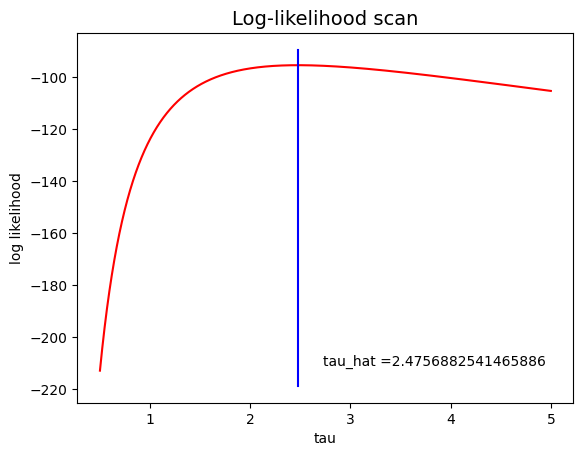 Log-likelihood scan
log likelihood
−100
−120
−140
−160
−180
−200
−220
tau_hat =2.4756882541465886
1 2 3 4 5
tau